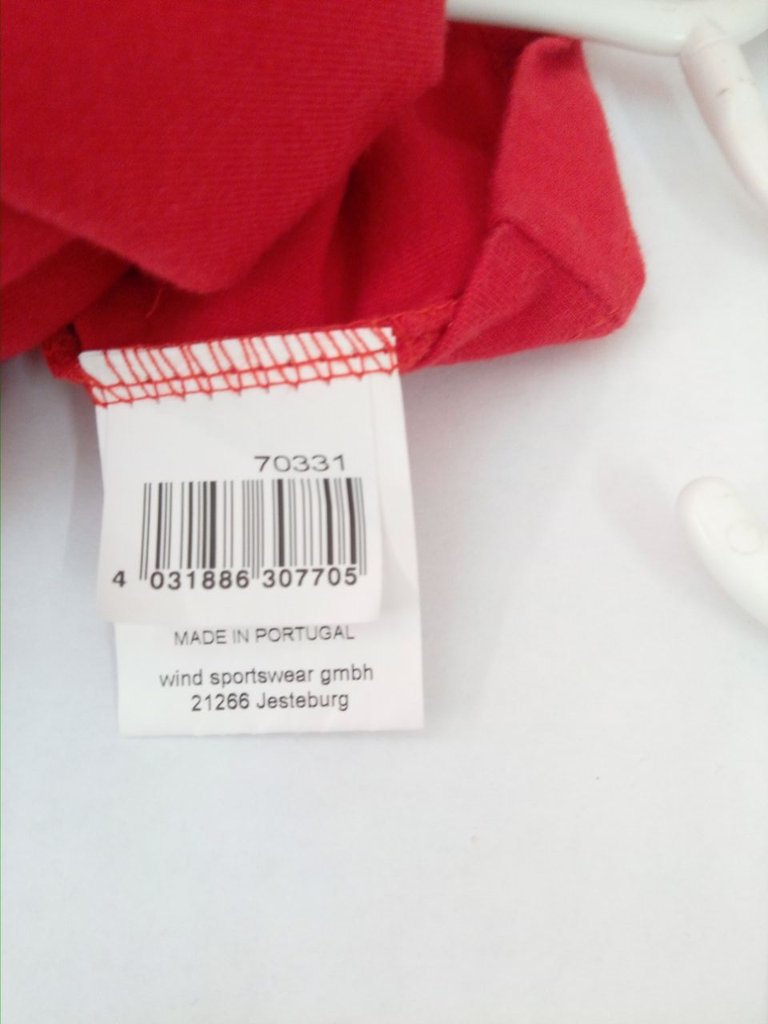 70331
4 031886 307705
MADE IN PORTUGAL
wind sportswear gmbh
21266 Jesteburg